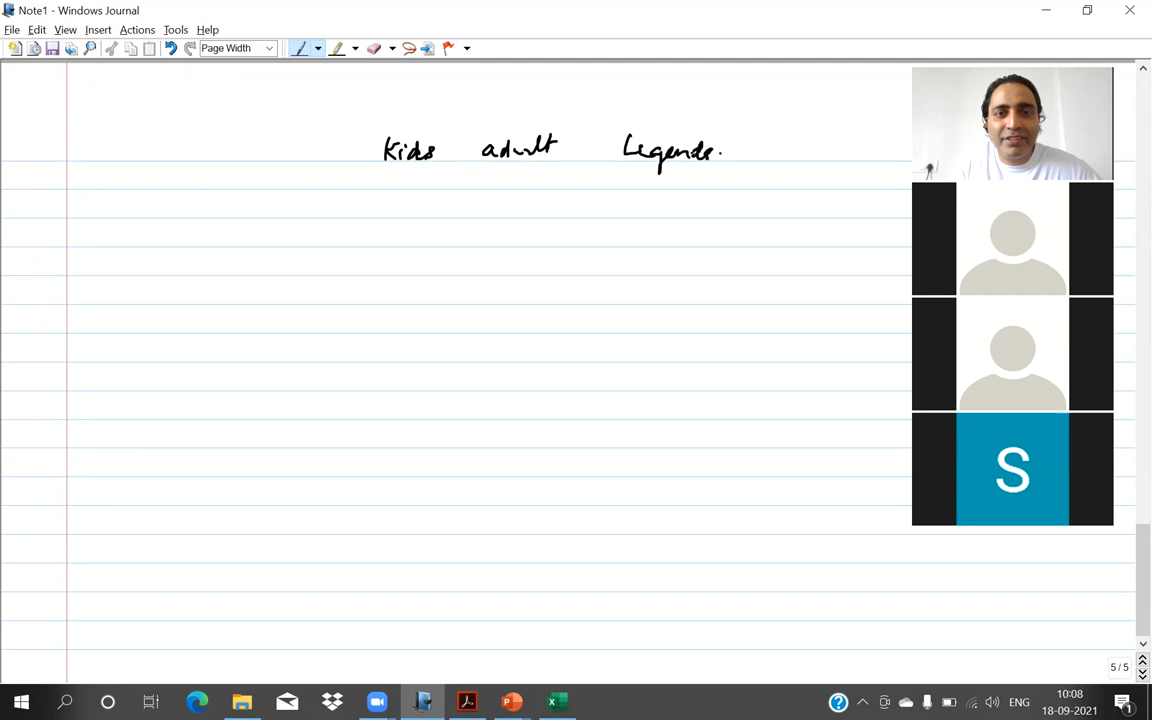 Note1 - Windows Journal
File Edit View Insert Actions Tools Help
Page Width
Kids adult Legends.
S
5 / 5
ENG
10:08
18-09-2021
1